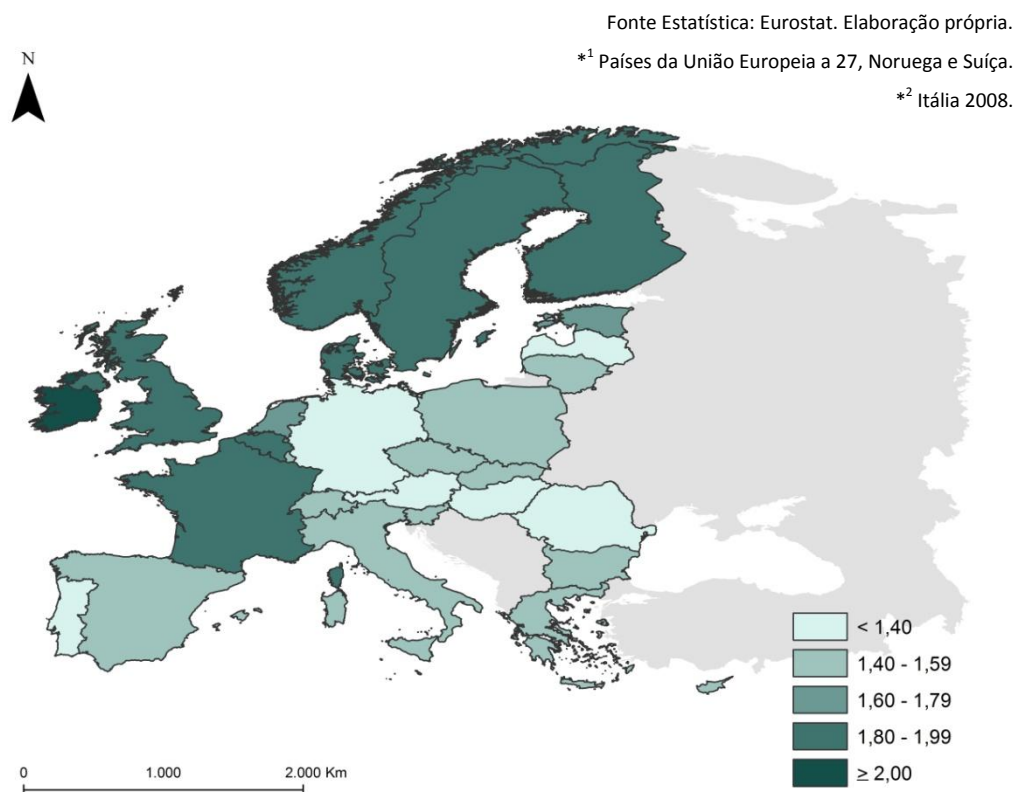 Fonte Estatística: Eurostat. Elaboração própria.
*1 Países da União Europeia a 27, Noruega e Suíça.
*2 Itália 2008.
N
< 1,40
1,40 - 1,59
1,60 - 1,79
1,80 - 1,99
≥ 2,00
0 1.000 2.000 Km